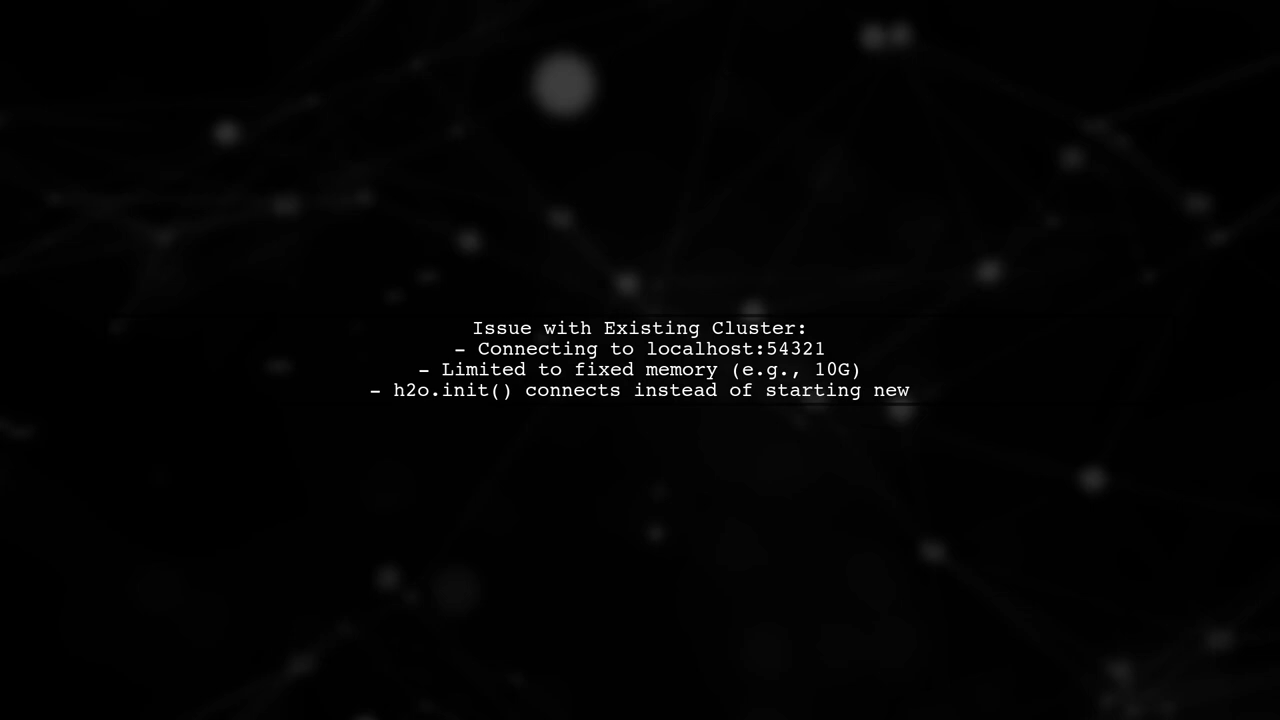 Issue with Existing Cluster:
- Connecting to localhost:54321
- Limited to fixed memory (e.g., 10G)
- h2o.init() connects instead of starting new